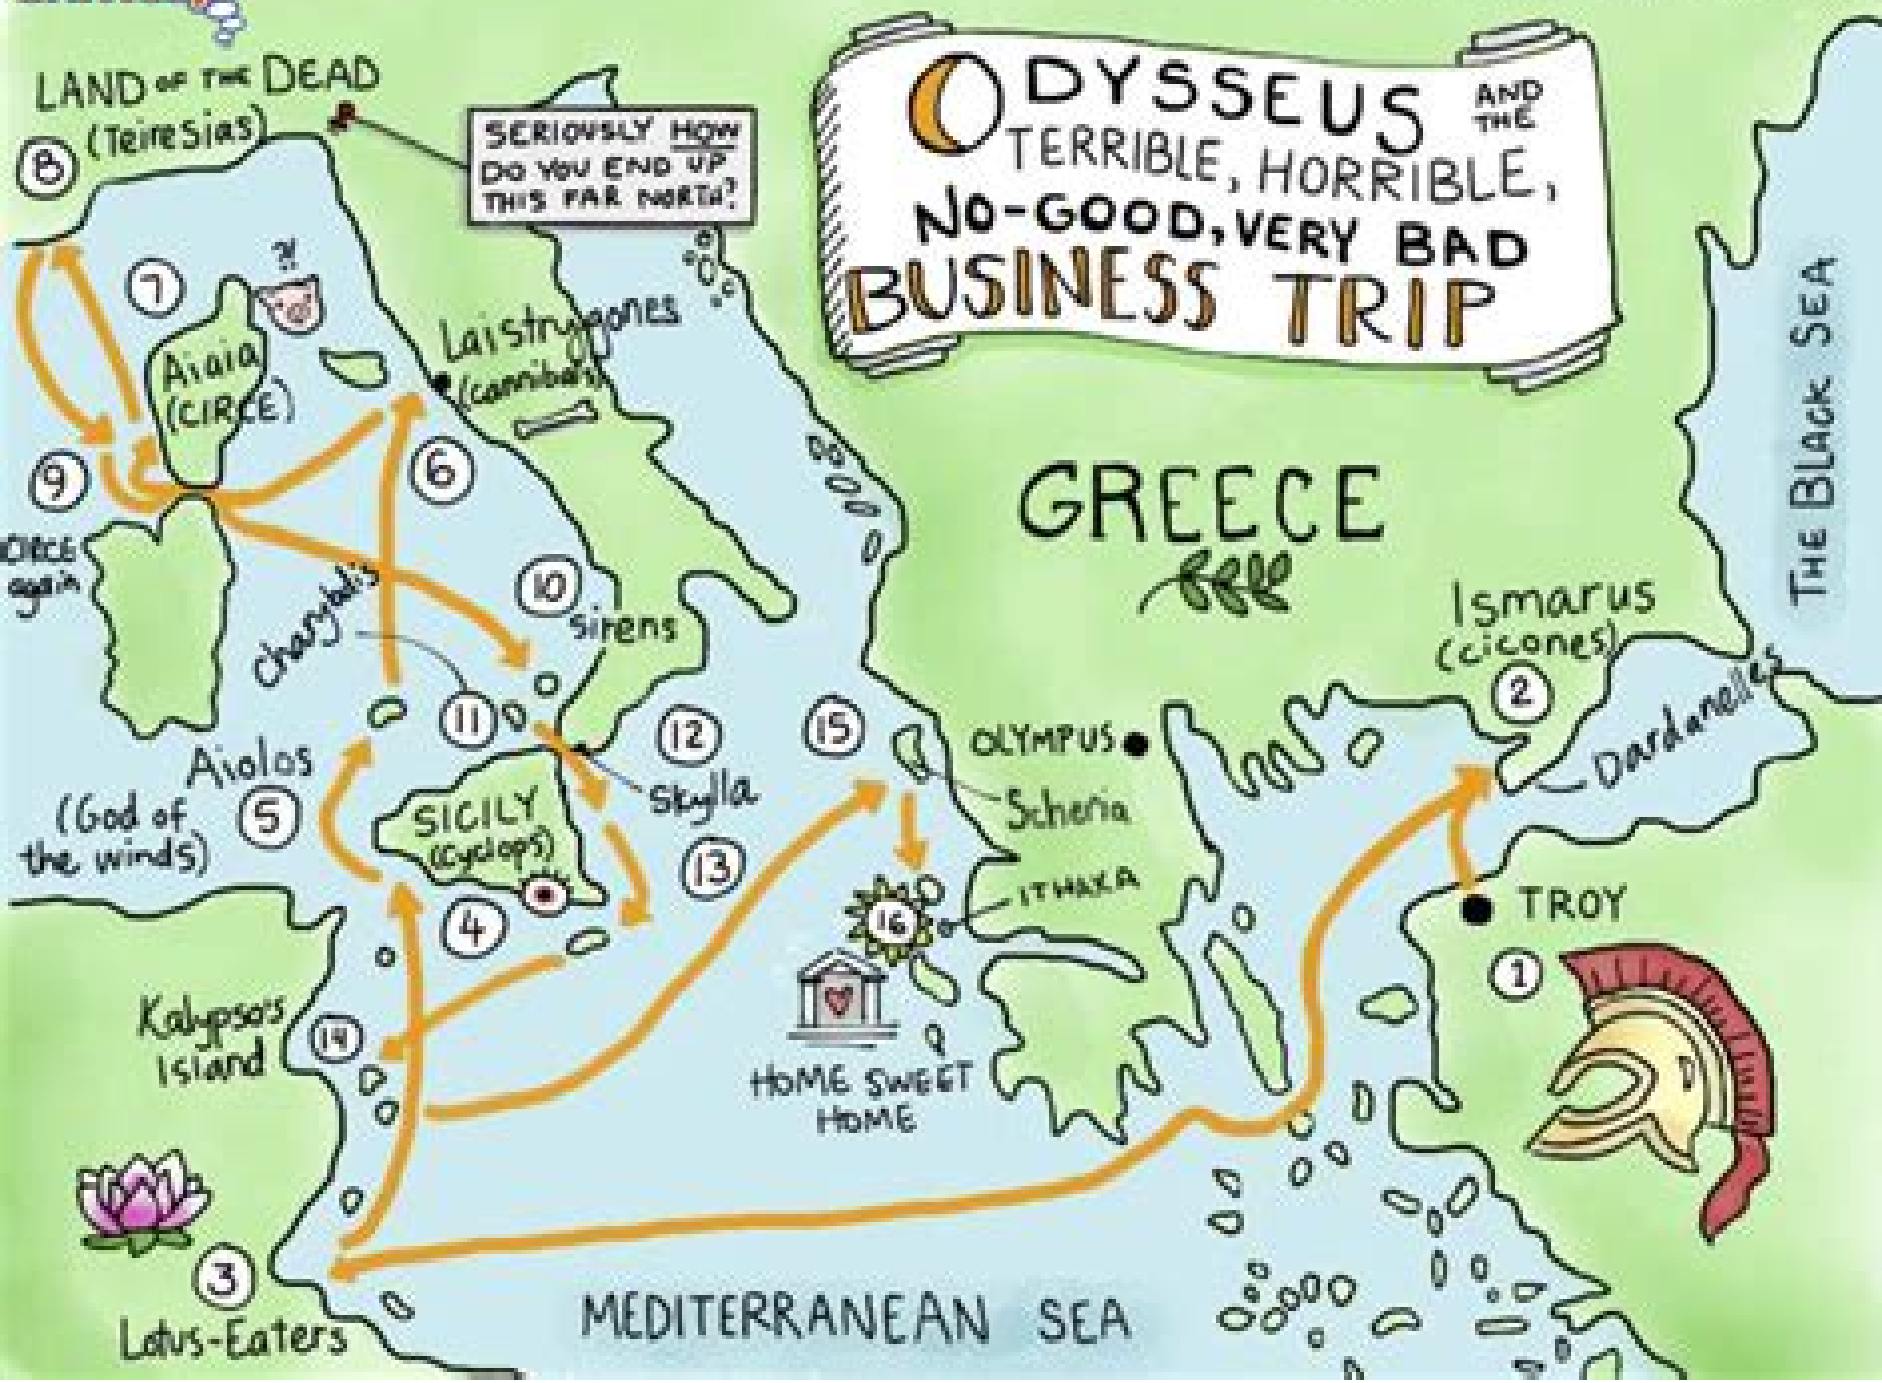 ODYSSEUS AND THE
TERRIBLE, HORRIBLE,
NO-GOOD, VERY BAD
BUSINESS TRIP
LAND OF THE DEAD
(Teiresias)
8
SERIOUSLY HOW
DO YOU END UP
THIS FAR NORTH?
7
?!
Aiaia
(CIRCE)
Laistrygones
(cannibals)
6
9
CIRCE
again
Charybdis
10
sirens
11
12
Skylla
13
Aiolos
(God of
the winds)
5
SICILY
(Cyclops)
4
Kalypso's
Island
14
3
Lotus-Eaters
MEDITERRANEAN SEA
15
Scheria
ITHAKA
16
HOME SWEET
HOME
OLYMPUS
GREECE
Ismarus
(cicones)
2
Dardanelles
THE BLACK SEA
TROY
1